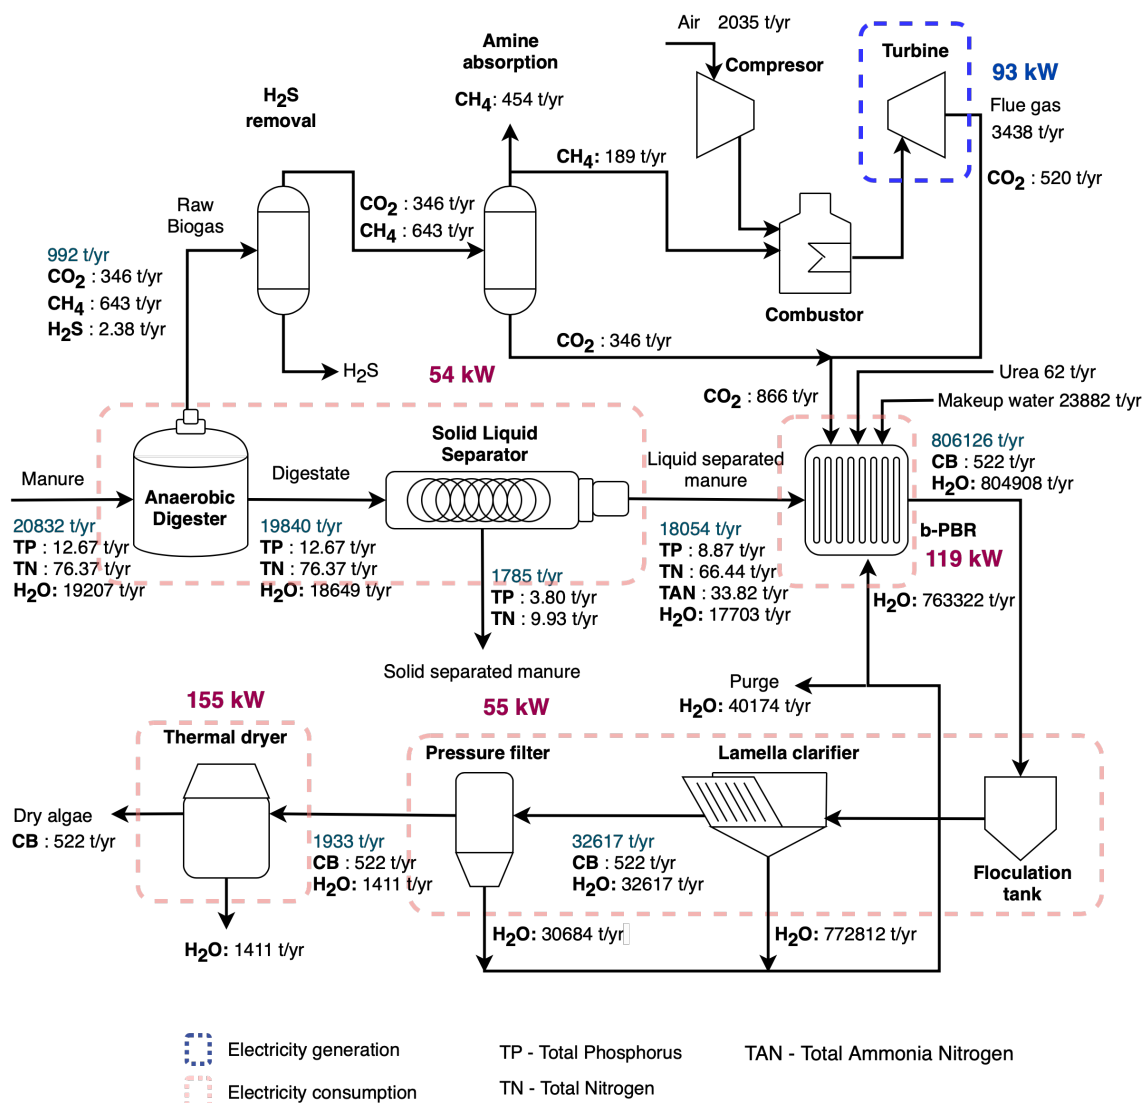 Air 2035 t/yr
Amine
absorption
CH4: 454 t/yr
Compresor
Turbine
93 kW
Flue gas
3438 t/yr
CO2 : 520 t/yr
H2S
removal
CH4: 189 t/yr
CO2 : 346 t/yr
CH4 : 643 t/yr
Raw
Biogas
992 t/yr
CO2 : 346 t/yr
CH4 : 643 t/yr
H2S : 2.38 t/yr
Combustor
CO2 : 346 t/yr
H2S
54 kW
CO2 : 866 t/yr
Urea 62 t/yr
Makeup water 23882 t/yr
Manure
Anaerobic
Digester
Digestate
Solid Liquid
Separator
Liquid separated
manure
806126 t/yr
CB : 522 t/yr
H2O: 804908 t/yr
b-PBR
119 kW
20832 t/yr
TP : 12.67 t/yr
TN : 76.37 t/yr
H2O: 19207 t/yr
19840 t/yr
TP : 12.67 t/yr
TN : 76.37 t/yr
H2O: 18649 t/yr
1785 t/yr
TP : 3.80 t/yr
TN : 9.93 t/yr
18054 t/yr
TP : 8.87 t/yr
TN : 66.44 t/yr
TAN : 33.82 t/yr
H2O: 17703 t/yr
H2O: 763322 t/yr
Solid separated manure
Purge
H2O: 40174 t/yr
155 kW
Thermal dryer
55 kW
Pressure filter
Lamella clarifier
Dry algae
CB : 522 t/yr
1933 t/yr
CB : 522 t/yr
H2O: 1411 t/yr
32617 t/yr
CB : 522 t/yr
H2O: 32617 t/yr
Floculation
tank
H2O: 1411 t/yr
H2O: 30684 t/yr
H2O: 772812 t/yr
Electricity generation
TP - Total Phosphorus
TAN - Total Ammonia Nitrogen
Electricity consumption
TN - Total Nitrogen